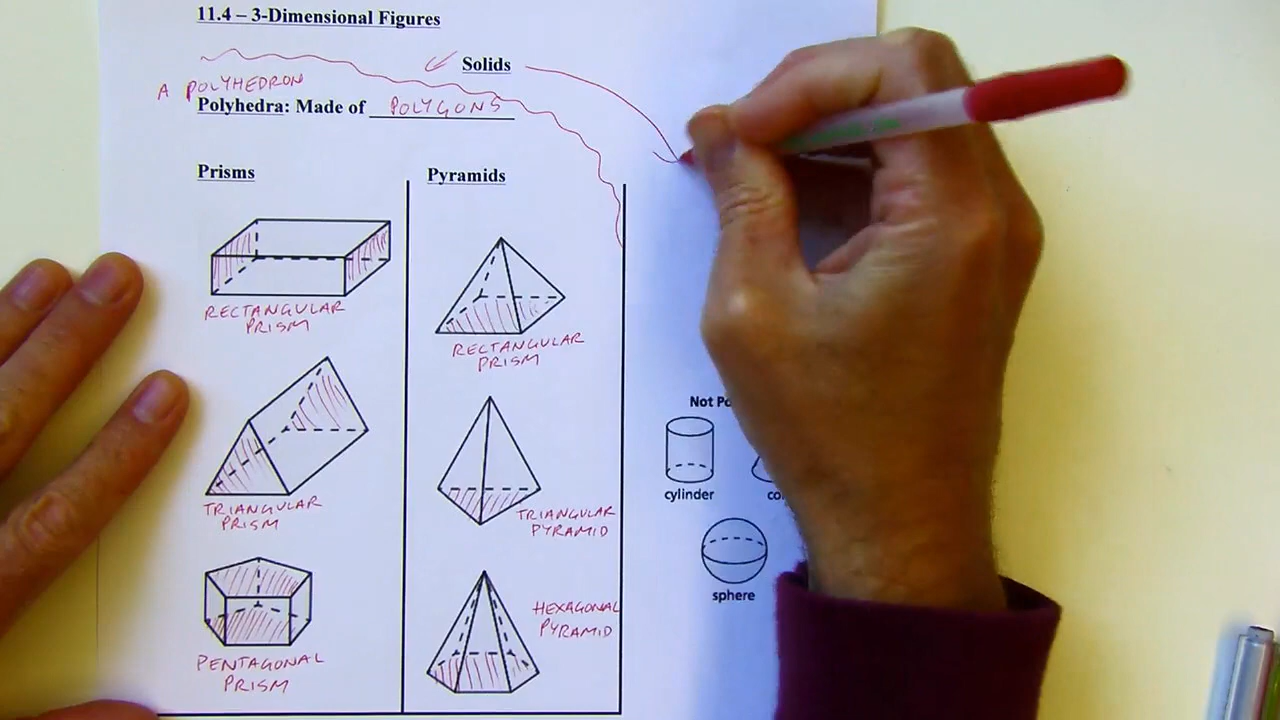 11.4 – 3-Dimensional Figures
Solids
A POLYHEDRON
Polyhedra: Made of POLYGONS
Prisms
Pyramids
RECTANGULAR
PRISM
RECTANGULAR
PRISM
TRIANGULAR
PRISM
TRIANGULAR
PYRAMID
PENTAGONAL
PRISM
HEXAGONAL
PYRAMID
Not
cylinder
sphere